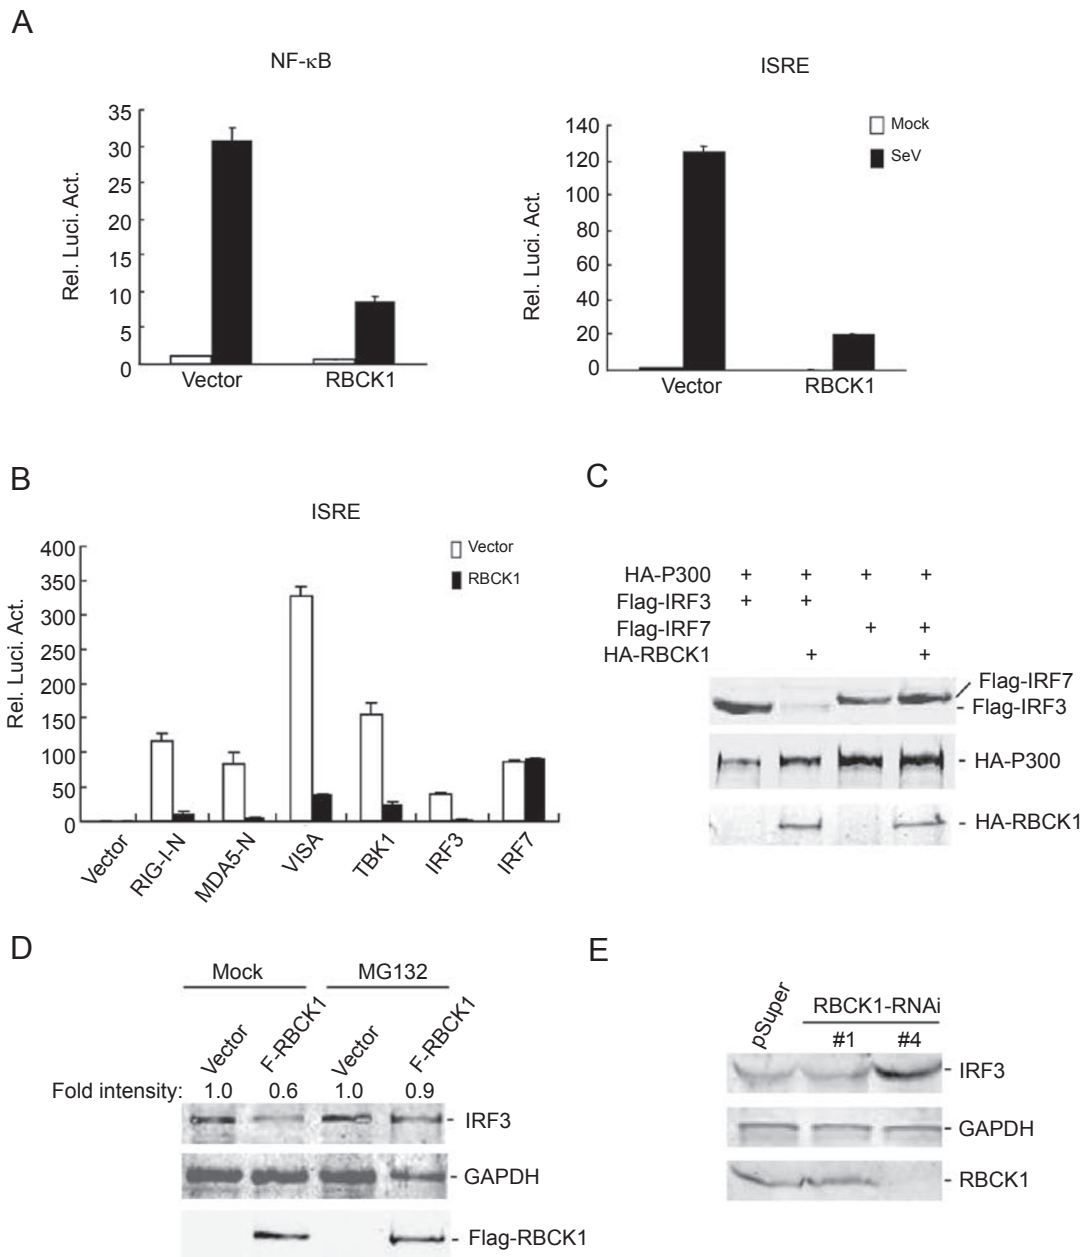 A
NF-κB
Rel. Luci. Act.
35
30
25
20
15
10
5
0
Vector RBCK1
ISRE
Rel. Luci. Act.
140
120
100
80
60
40
20
0
Vector RBCK1
Mock
SeV
B
ISRE
Rel. Luci. Act.
400
350
300
250
200
150
100
50
0
Vector RIG-I-N MDA5-N VISA TBK1 IRF3 IRF7
Vector
RBCK1
C
HA-P300 + + + +
Flag-IRF3 + +
Flag-IRF7 + +
HA-RBCK1 + +
Flag-IRF7
- Flag-IRF3
- HA-P300
- HA-RBCK1
D
Mock MG132
Vector F-RBCK1 Vector F-RBCK1
Fold intensity: 1.0 0.6 1.0 0.9
- IRF3
- GAPDH
- Flag-RBCK1
E
pSuper RBCK1-RNAi
#1 #4
- IRF3
- GAPDH
- RBCK1